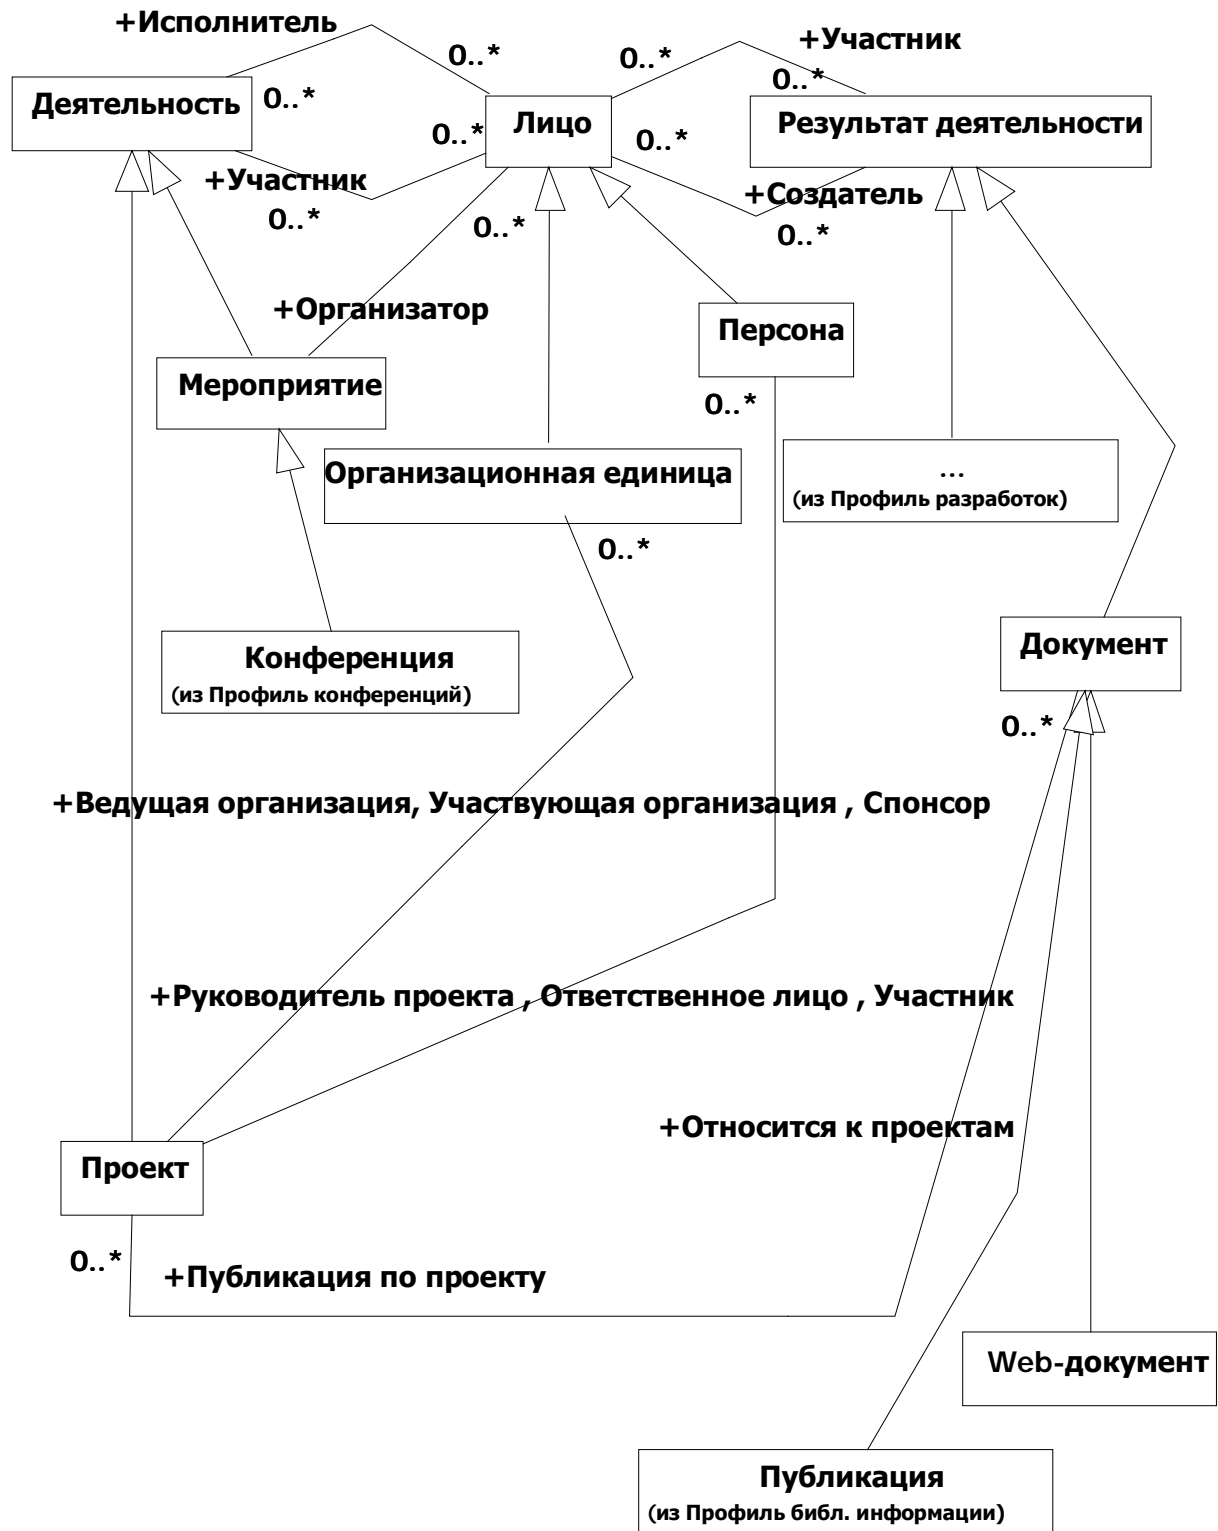 +Исполнитель
+Участник
0..*
0..*
0..*
0..*
Деятельность
Лицо
Результат деятельности
0..*
0..*
+Участник
+Создатель
0..*
0..*
0..*
+Организатор
Персона
Мероприятие
0..*
Организационная единица
...
(из Профиль разработок)
0..*
Конференция
(из Профиль конференций)
Документ
0..*
+Ведущая организация, Участвующая организация , Спонсор
+Руководитель проекта , Ответственное лицо , Участник
+Относится к проектам
Проект
0..*
+Публикация по проекту
Web-документ
Публикация
(из Профиль библ. информации)